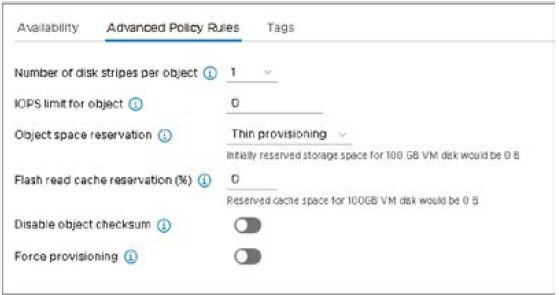 Availability Advanced Policy Rules Tags
Number of disk stripes per object 1
IOPS limit for object 0
Object space reservation Thin provisioning
Initially reserved storage space for 100 GB VM disk would be 0 B
Flash read cache reservation (%) 0
Reserved cache space for 100GB VM disk would be 0 B
Disable object checksum
Force provisioning